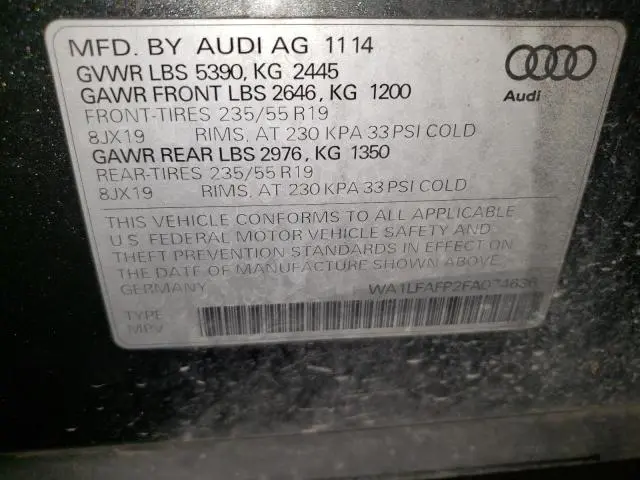 MFD. BY AUDI AG 11 14
GVWR LBS 5390, KG 2445
GAWR FRONT LBS 2646, KG 1200
FRONT-TIRES 235/55 R19
8JX19 RIMS, AT 230 KPA 33 PSI COLD
GAWR REAR LBS 2976, KG 1350
REAR-TIRES 235/55 R19
8JX19 RIMS, AT 230 KPA 33 PSI COLD
Audi
THIS VEHICLE CONFORMS TO ALL APPLICABLE
U.S. FEDERAL MOTOR VEHICLE SAFETY AND
THEFT PREVENTION STANDARDS IN EFFECT ON
THE DATE OF MANUFACTURE SHOWN ABOVE.
GERMANY WA1LFAFP2FA074636
TYPE:
MPV